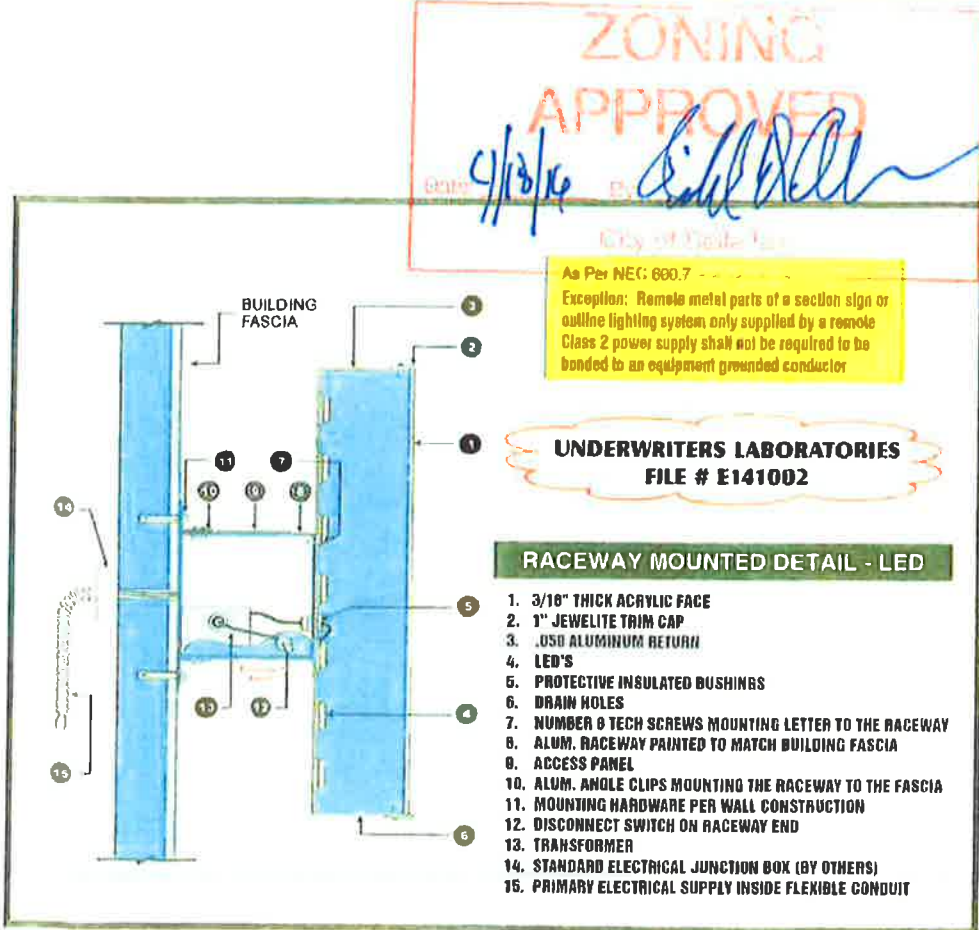 ZONING
APPROVED
Date 4/13/16 By
City of
As Per NEC 600.7
Exception: Remote metal parts of a section sign or
outline lighting system only supplied by a remote
Class 2 power supply shall not be required to be
bonded to an equipment grounded conductor
BUILDING
FASCIA
3
2
1
11 7
10 9 8
14
5
13 12
4
15
6
UNDERWRITERS LABORATORIES
FILE # E141002
RACEWAY MOUNTED DETAIL - LED
1. 3/16" THICK ACRYLIC FACE
2. 1" JEWELITE TRIM CAP
3. .050 ALUMINUM RETURN
4. LED'S
5. PROTECTIVE INSULATED BUSHINGS
6. DRAIN HOLES
7. NUMBER 8 TECH SCREWS MOUNTING LETTER TO THE RACEWAY
8. ALUM. RACEWAY PAINTED TO MATCH BUILDING FASCIA
9. ACCESS PANEL
10. ALUM. ANGLE CLIPS MOUNTING THE RACEWAY TO THE FASCIA
11. MOUNTING HARDWARE PER WALL CONSTRUCTION
12. DISCONNECT SWITCH ON RACEWAY END
13. TRANSFORMER
14. STANDARD ELECTRICAL JUNCTION BOX (BY OTHERS)
15. PRIMARY ELECTRICAL SUPPLY INSIDE FLEXIBLE CONDUIT